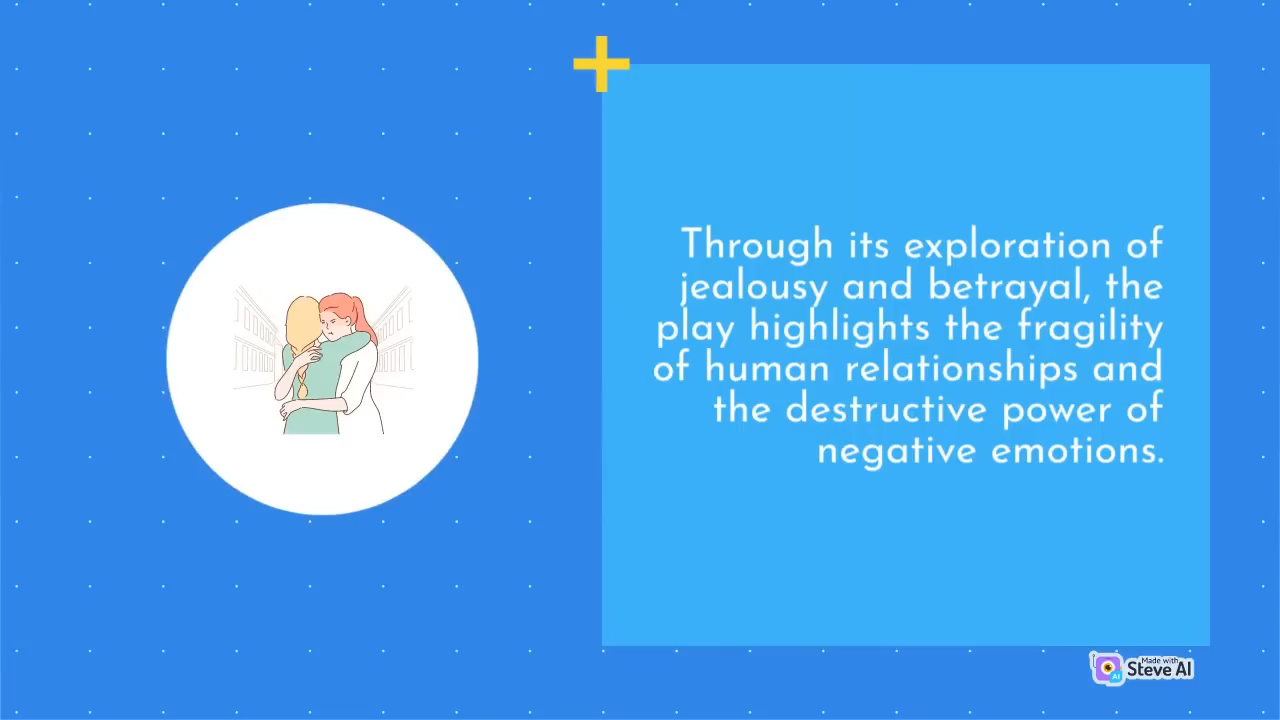 Through its exploration of
jealousy and betrayal, the
play highlights the fragility
of human relationships and
the destructive power of
negative emotions.
Made with
Steve AI
AI